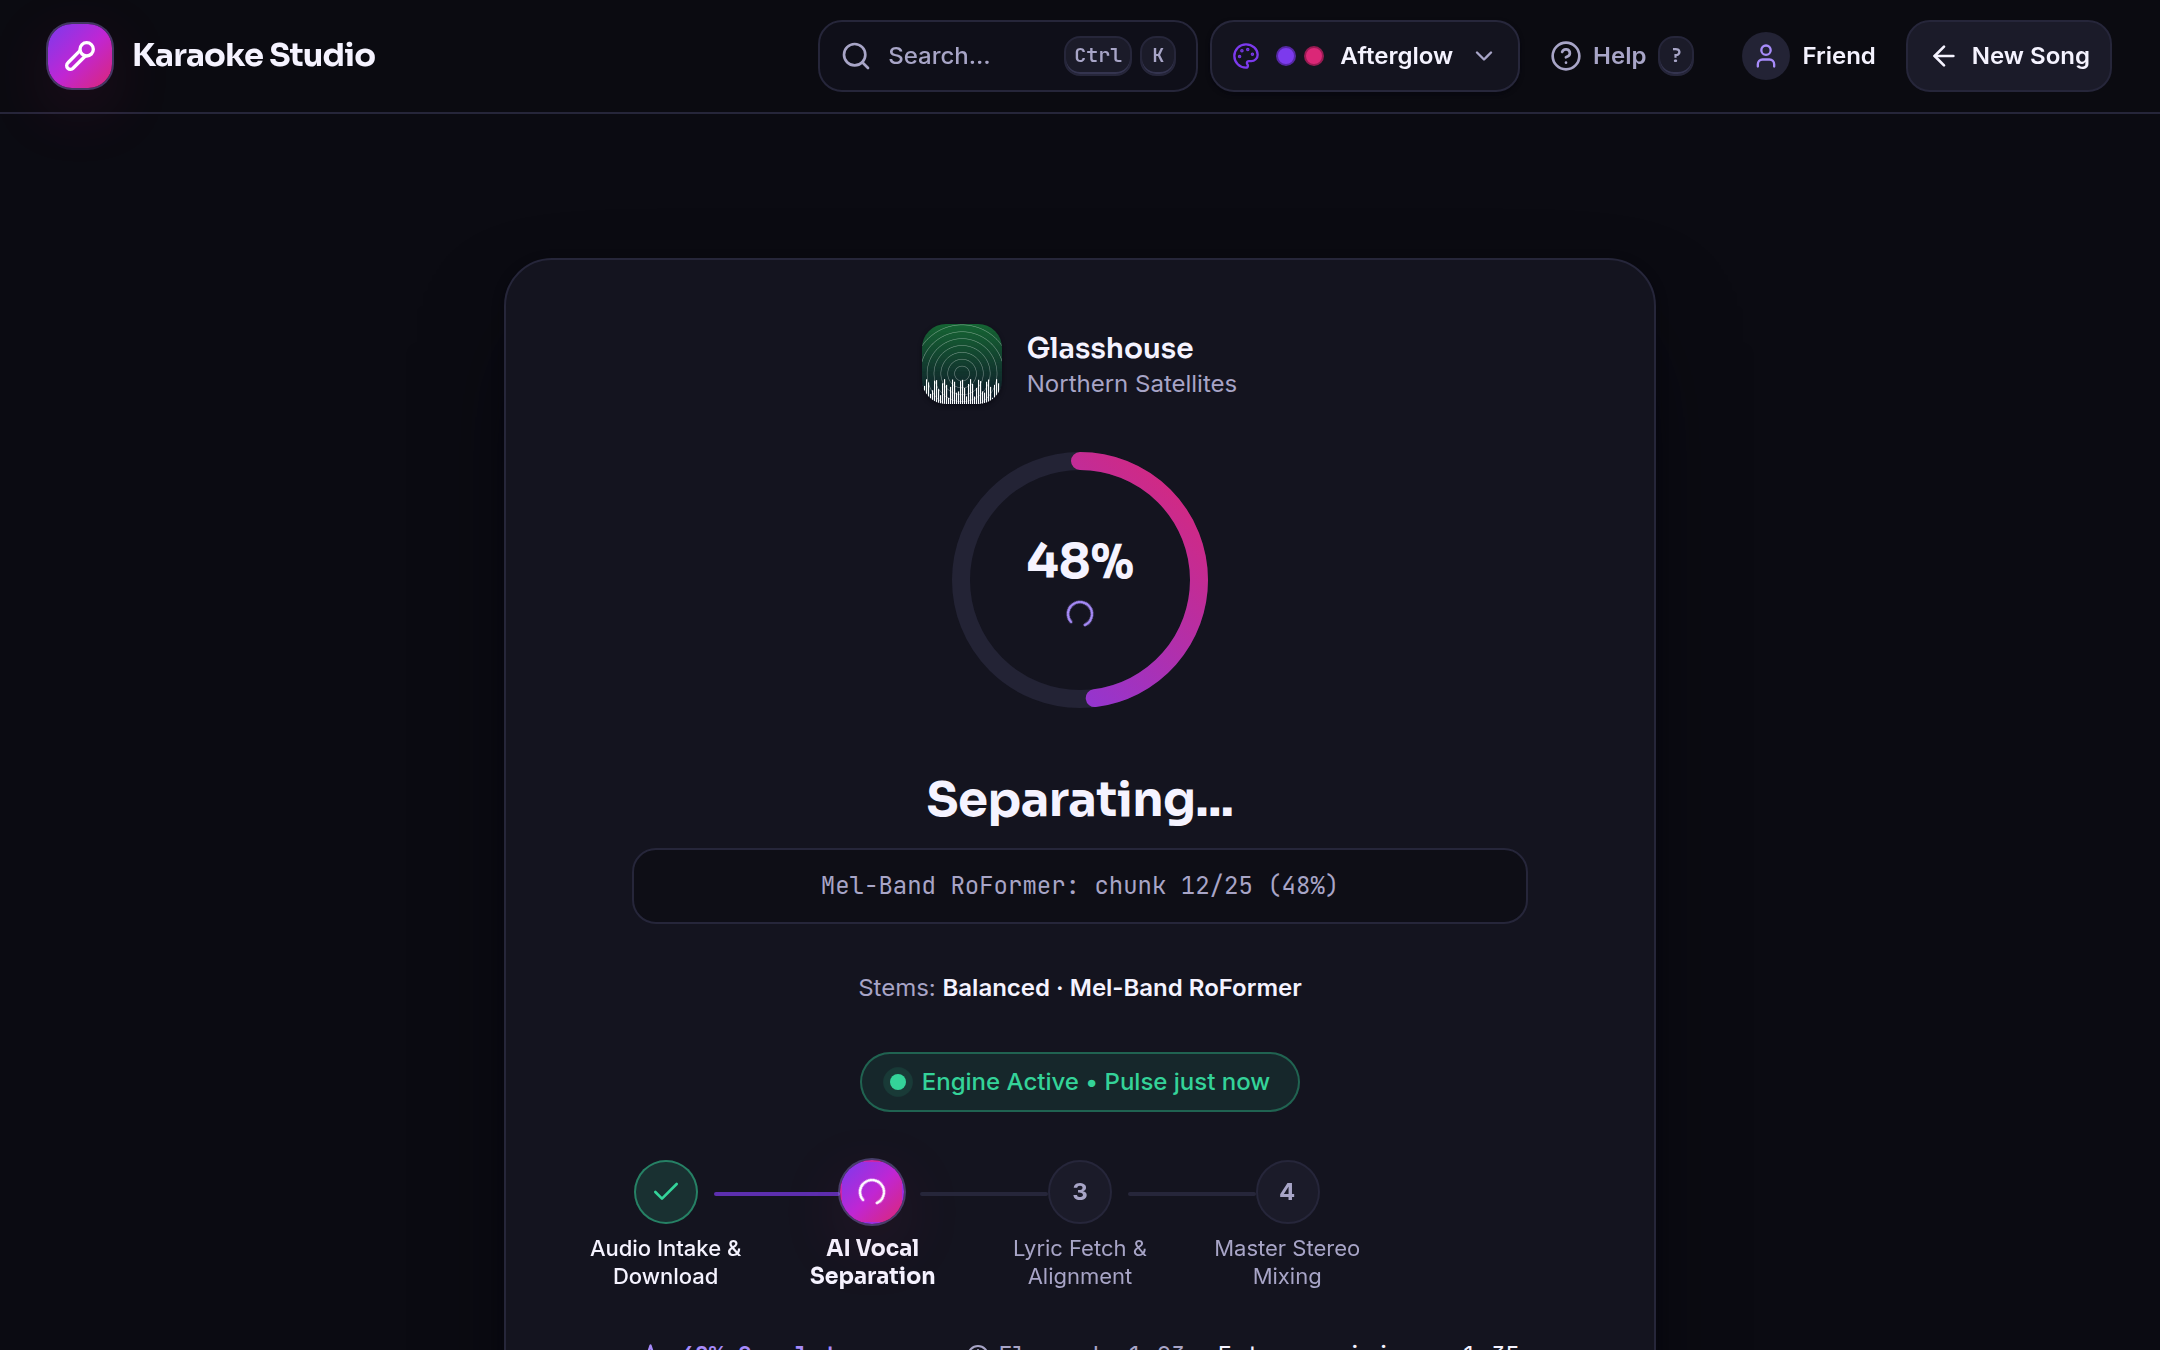 Karaoke Studio
Search...
Ctrl
K
Afterglow
Help
?
Friend
New Song
Glasshouse
Northern Satellites
48%
Separating...
Mel-Band RoFormer: chunk 12/25 (48%)
Stems: Balanced · Mel-Band RoFormer
Engine Active • Pulse just now
3
4
Audio Intake &
Download
AI Vocal
Separation
Lyric Fetch &
Alignment
Master Stereo
Mixing